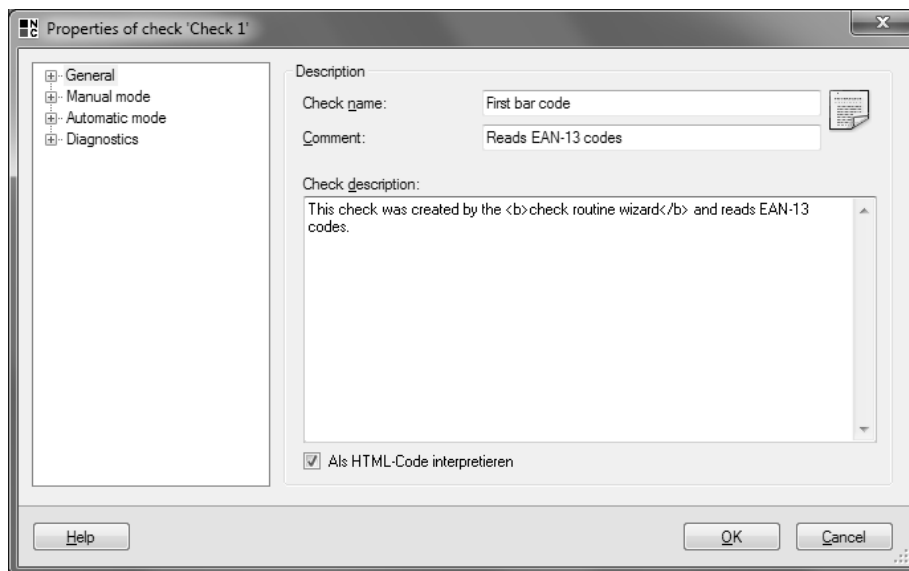 NC Properties of check 'Check 1'
General
Manual mode
Automatic mode
Diagnostics
Description
Check name: First bar code
Comment: Reads EAN-13 codes
Check description:
This check was created by the <b>check routine wizard</b> and reads EAN-13
codes.
Als HTML-Code interpretieren
Help OK Cancel